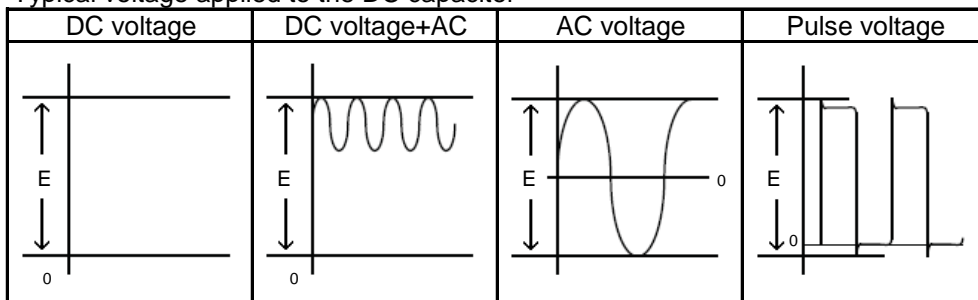 Typical voltage applied to the DC capacitor
DC voltage DC voltage+AC AC voltage Pulse voltage
E E E 0 E
0
0 0